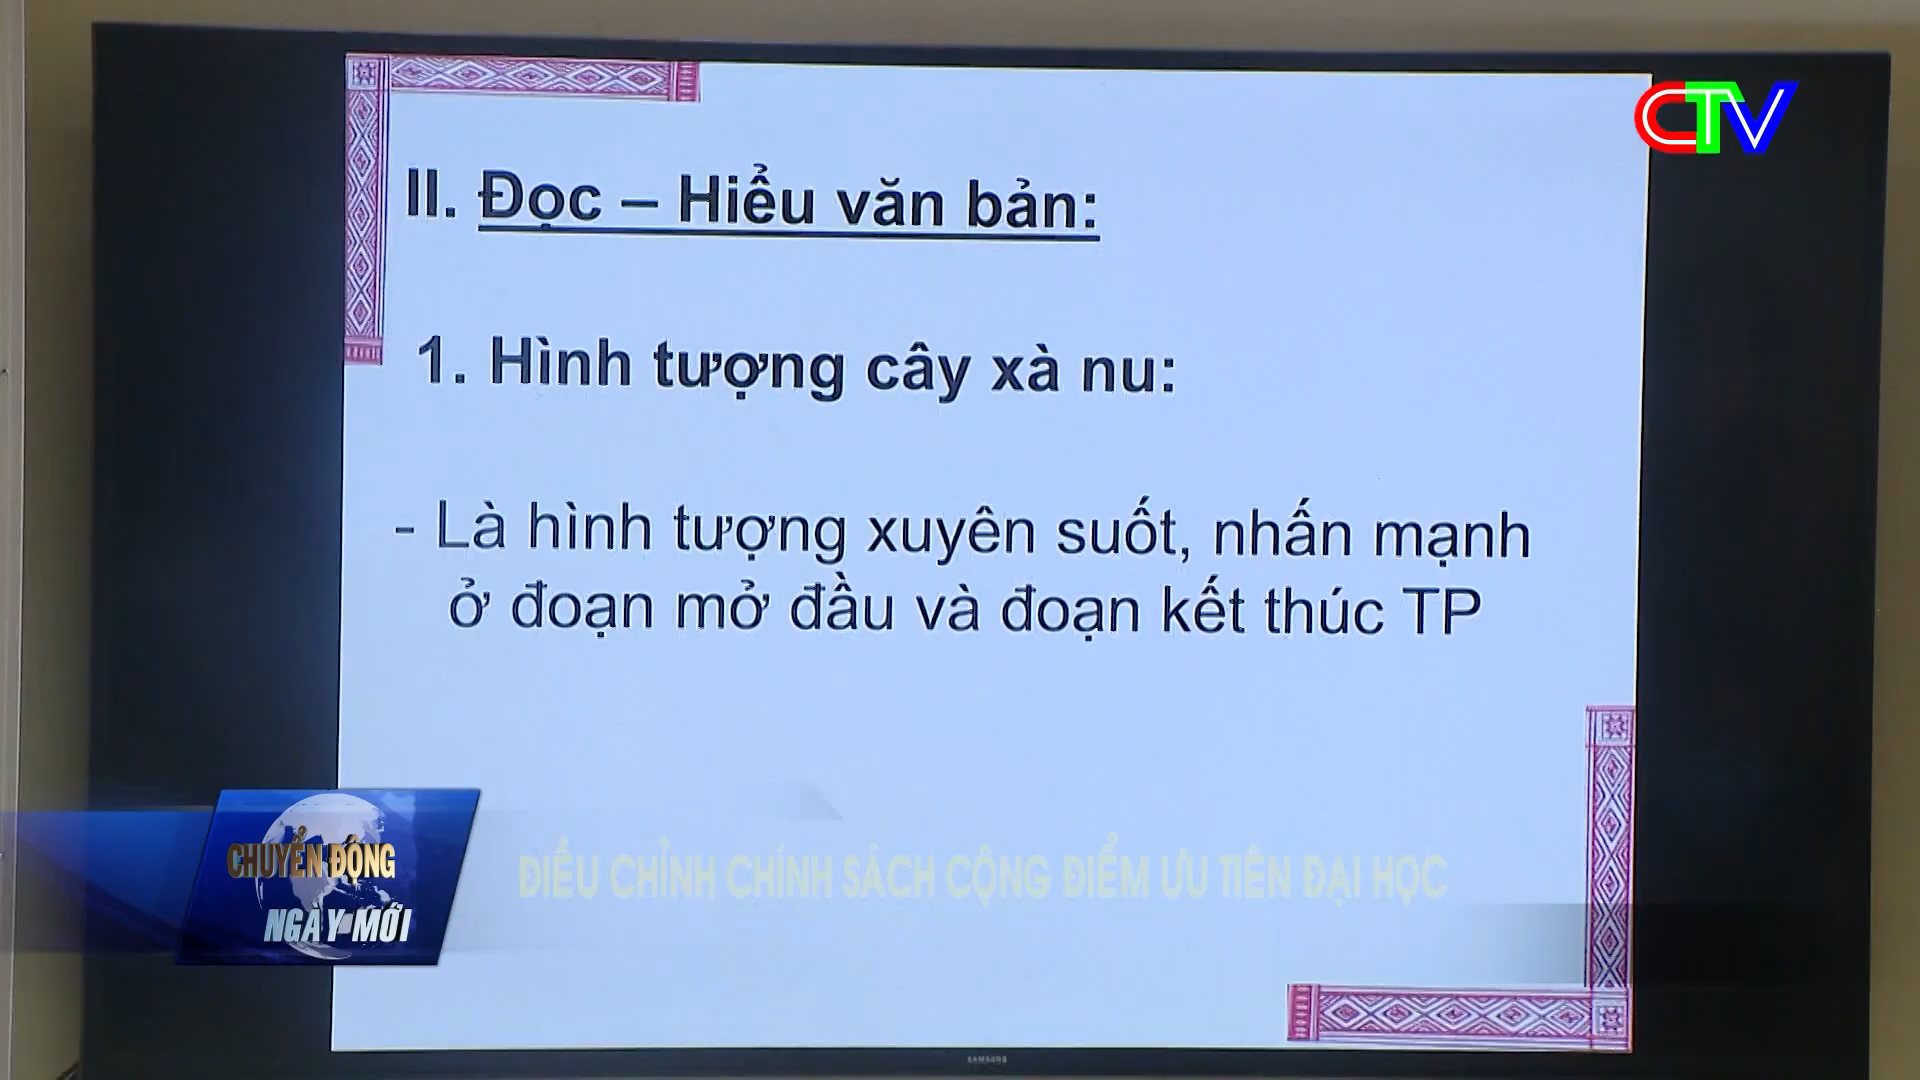 CTV
II. Đọc – Hiểu văn bản:
1. Hình tượng cây xà nu:
- Là hình tượng xuyên suốt, nhấn mạnh
ở đoạn mở đầu và đoạn kết thúc TP
CHUYỂN ĐỘNG
NGÀY MỚI
ĐIỀU CHỈNH CHÍNH SÁCH CỘNG ĐIỂM ƯU TIÊN ĐẠI HỌC
SAMSUNG